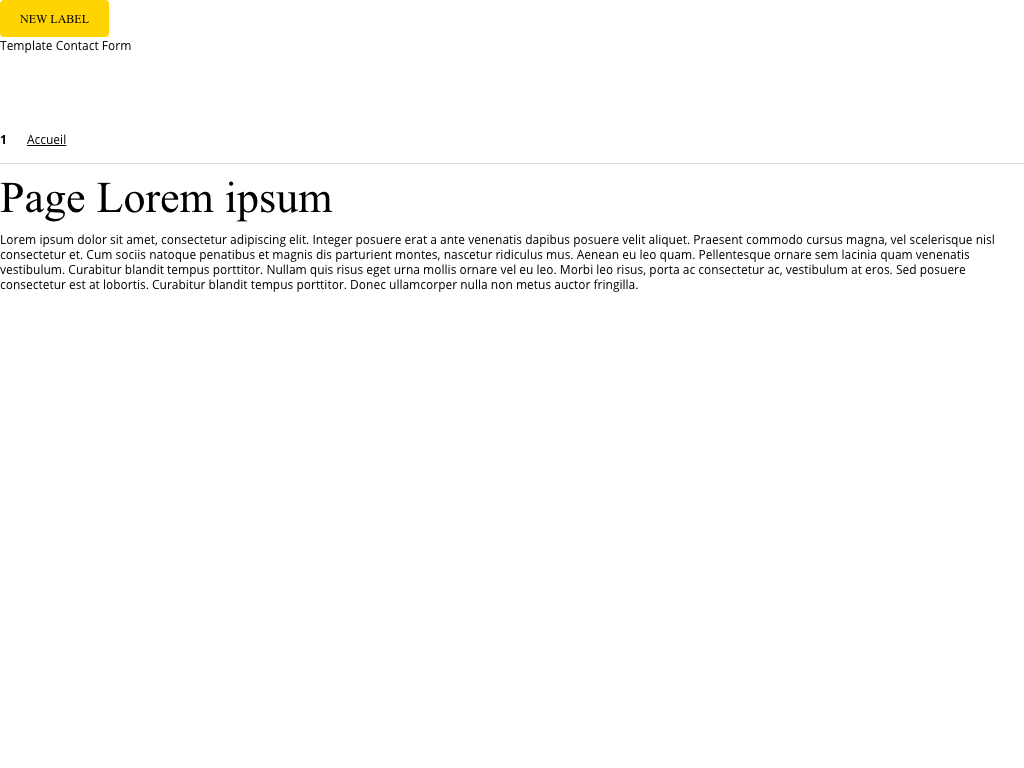 NEW LABEL
Template Contact Form
1 Accueil
Page Lorem ipsum
Lorem ipsum dolor sit amet, consectetur adipiscing elit. Integer posuere erat a ante venenatis dapibus posuere velit aliquet. Praesent commodo cursus magna, vel scelerisque nisl
consectetur et. Cum sociis natoque penatibus et magnis dis parturient montes, nascetur ridiculus mus. Aenean eu leo quam. Pellentesque ornare sem lacinia quam venenatis
vestibulum. Curabitur blandit tempus porttitor. Nullam quis risus eget urna mollis ornare vel eu leo. Morbi leo risus, porta ac consectetur ac, vestibulum at eros. Sed posuere
consectetur est at lobortis. Curabitur blandit tempus porttitor. Donec ullamcorper nulla non metus auctor fringilla.